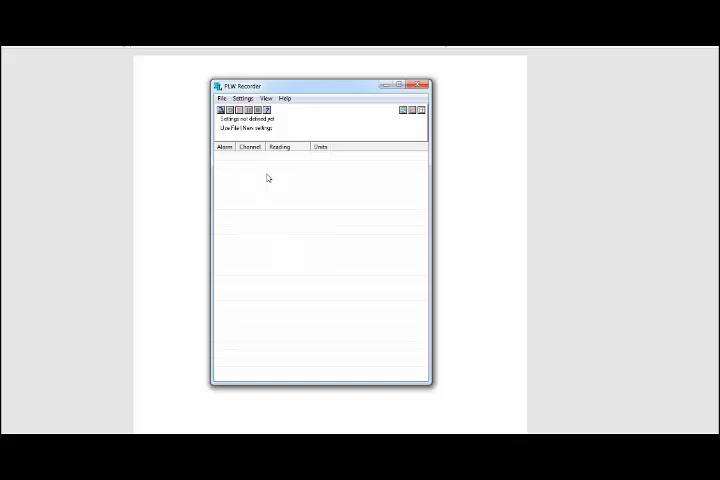 PLW Recorder
File Settings View Help
Settings not defined yet
Use File | New settings
Alarm Channel Reading Units